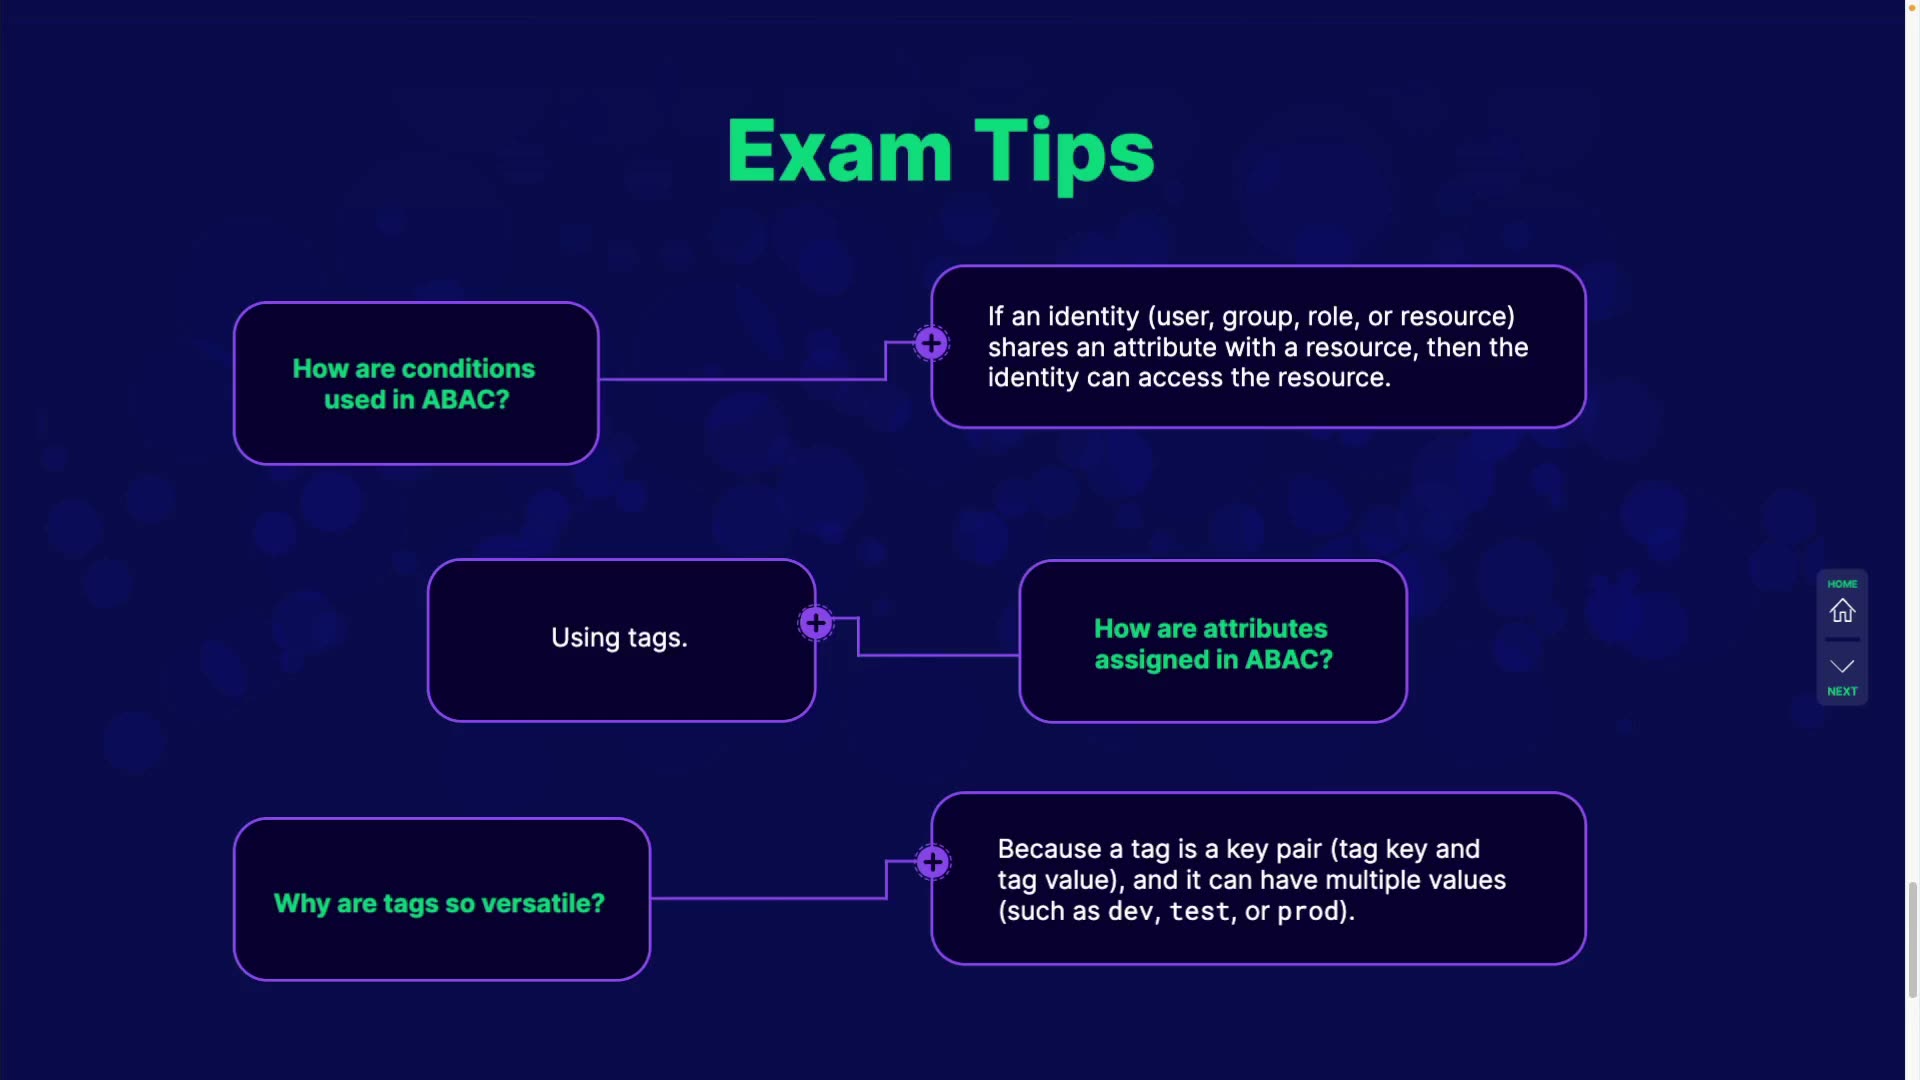 Exam Tips
How are conditions
used in ABAC?
If an identity (user, group, role, or resource)
shares an attribute with a resource, then the
identity can access the resource.
Using tags.
How are attributes
assigned in ABAC?
HOME
NEXT
Why are tags so versatile?
Because a tag is a key pair (tag key and
tag value), and it can have multiple values
(such as dev, test, or prod).